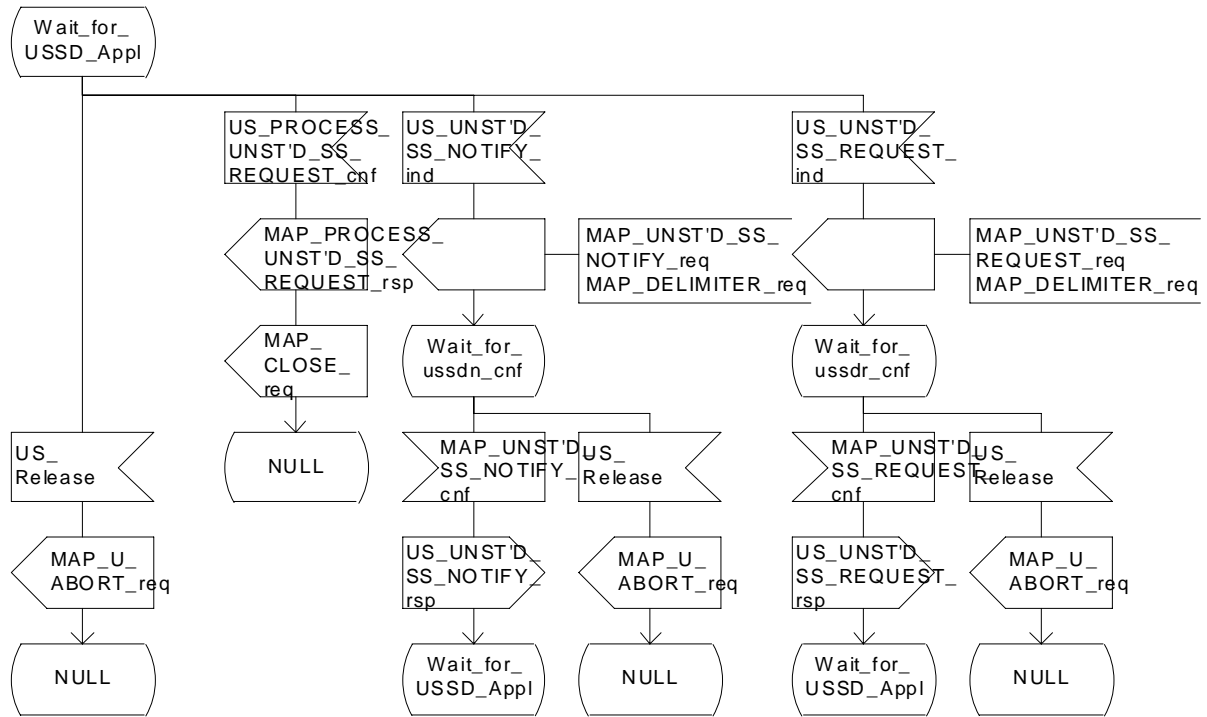 Wait_for_
USSD_Appl
US_PROCESS_
UNST'D_SS_
REQUEST_cnf
US_UNST'D_
SS_NOTIFY_
ind
US_UNST'D_
SS_REQUEST_
ind
MAP_PROCESS_
UNST'D_SS_
REQUEST_rsp
MAP_UNST'D_SS_
NOTIFY_req
MAP_DELIMITER_req
MAP_UNST'D_SS_
REQUEST_req
MAP_DELIMITER_req
MAP_
CLOSE_
req
Wait_for_
ussdn_cnf
Wait_for_
ussdr_cnf
US_
Release
NULL
MAP_UNST'D_
SS_NOTIFY_
cnf
US_
Release
MAP_UNST'D_
SS_REQUEST_
cnf
US_
Release
MAP_U_
ABORT_req
US_UNST'D_
SS_NOTIFY_
rsp
MAP_U_
ABORT_req
US_UNST'D_
SS_REQUEST_
rsp
MAP_U_
ABORT_req
NULL
Wait_for_
USSD_Appl
NULL
Wait_for_
USSD_Appl
NULL